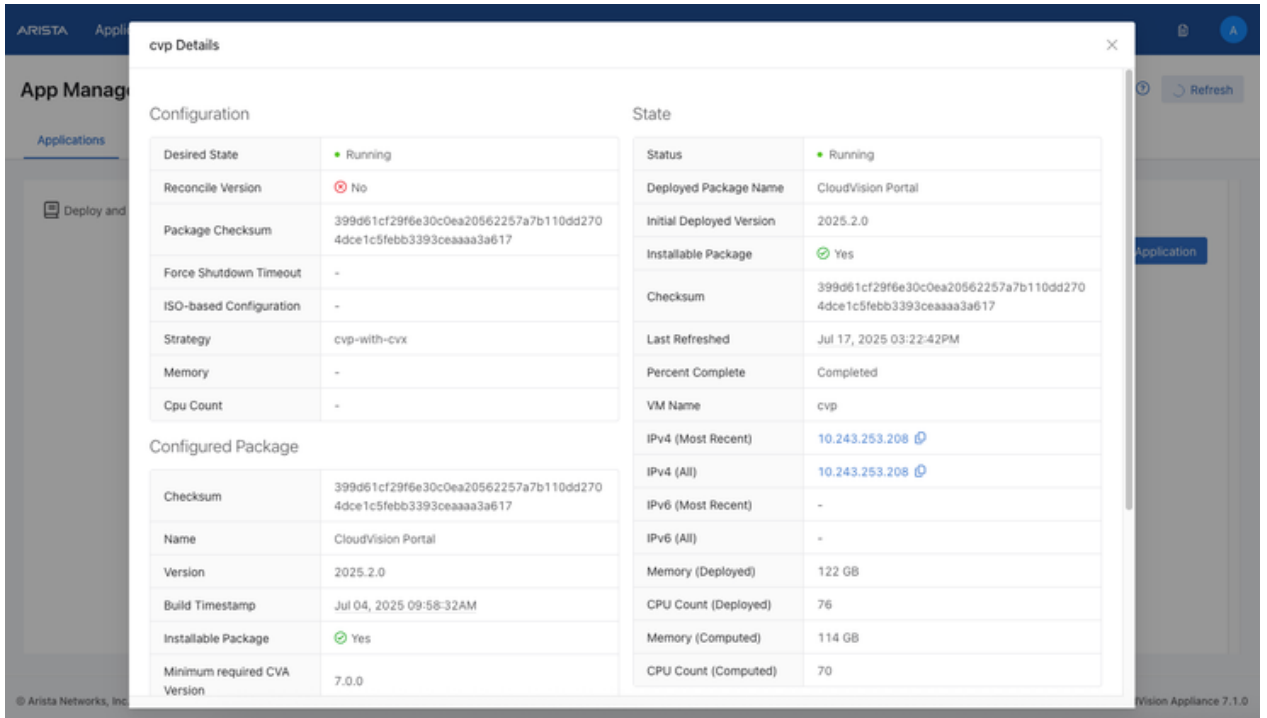 ARISTA Appli A
cvp Details
App Manag
Refresh
Applications
Deploy and
Application
Configuration
Desired State Running
Reconcile Version No
Package Checksum 399d61cf29f6e30c0ea20562257a7b110dd270
4dce1c5febb3393ceaaaa3a617
Force Shutdown Timeout -
ISO-based Configuration -
Strategy cvp-with-cvx
Memory -
Cpu Count -
Configured Package
Checksum 399d61cf29f6e30c0ea20562257a7b110dd270
4dce1c5febb3393ceaaaa3a617
Name CloudVision Portal
Version 2025.2.0
Build Timestamp Jul 04, 2025 09:58:32AM
Installable Package Yes
Minimum required CVA
Version 7.0.0
State
Status Running
Deployed Package Name CloudVision Portal
Initial Deployed Version 2025.2.0
Installable Package Yes
Checksum 399d61cf29f6e30c0ea20562257a7b110dd270
4dce1c5febb3393ceaaaa3a617
Last Refreshed Jul 17, 2025 03:22:42PM
Percent Complete Completed
VM Name cvp
IPv4 (Most Recent) 10.243.253.208
IPv4 (All) 10.243.253.208
IPv6 (Most Recent) -
IPv6 (All) -
Memory (Deployed) 122 GB
CPU Count (Deployed) 76
Memory (Computed) 114 GB
CPU Count (Computed) 70
© Arista Networks, Inc.
Vision Appliance 7.1.0